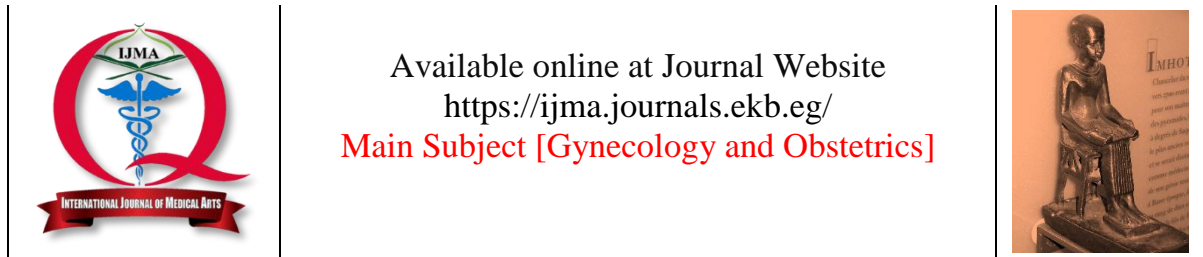 IJMA
INTERNATIONAL JOURNAL OF MEDICAL ARTS
Available online at Journal Website
https://ijma.journals.ekb.eg/
Main Subject [Gynecology and Obstetrics]
IMHOT